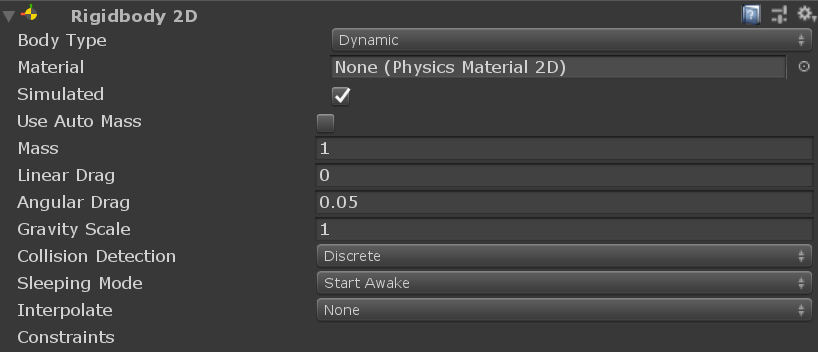 Rigidbody 2D
Body Type Dynamic
Material None (Physics Material 2D)
Simulated
Use Auto Mass
Mass 1
Linear Drag 0
Angular Drag 0.05
Gravity Scale 1
Collision Detection Discrete
Sleeping Mode Start Awake
Interpolate None
Constraints